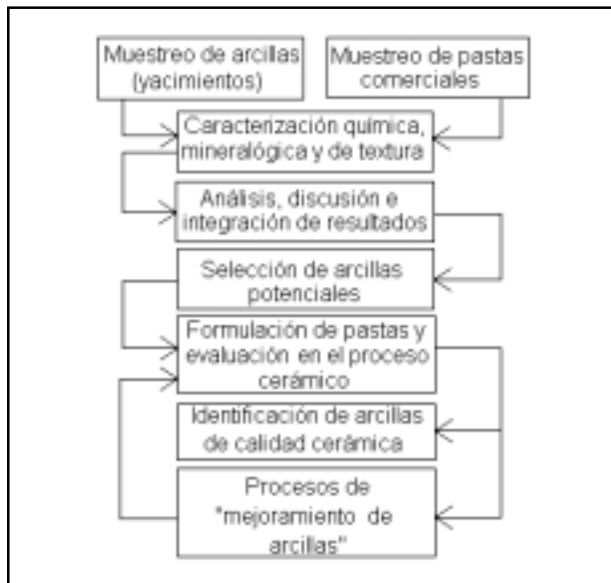 Muestreo de arcillas
(yacimientos)
Muestreo de pastas
comerciales
Caracterización química,
mineralógica y de textura
Análisis, discusión e
integración de resultados
Selección de arcillas
potenciales
Formulación de pastas y
evaluación en el proceso
cerámico
Identificación de arcillas
de calidad cerámica
Procesos de
"mejoramiento de
arcillas"